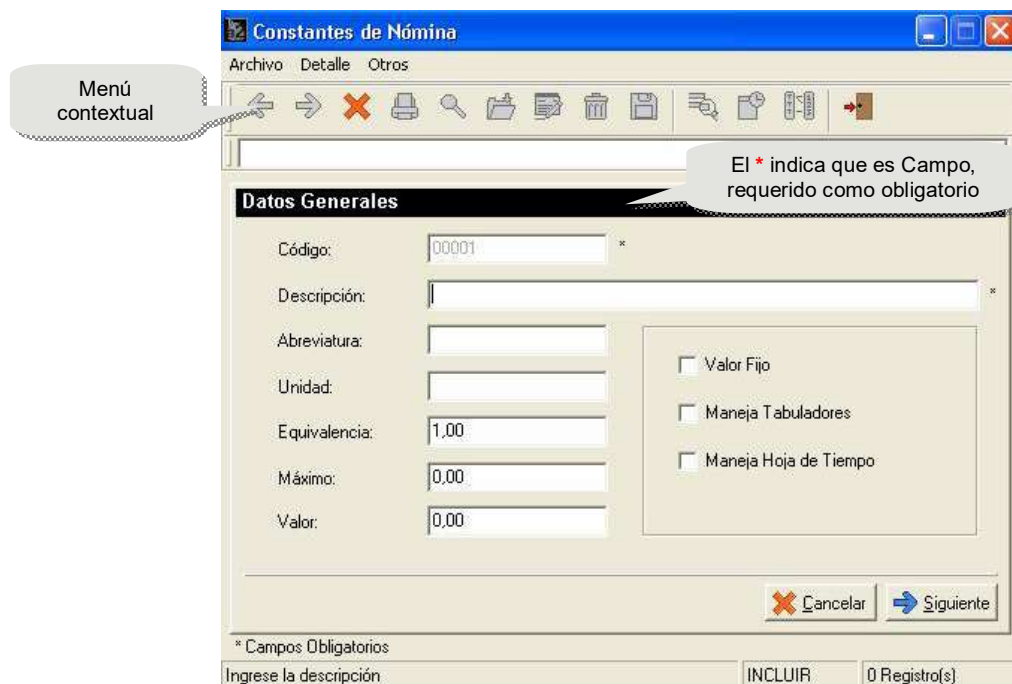 Constantes de Nómina
Archivo Detalle Otros
Menú
contextual
El * indica que es Campo,
requerido como obligatorio
Datos Generales
Código: 00001 *
Descripción: *
Abreviatura:
Unidad:
Equivalencia: 1,00
Máximo: 0,00
Valor: 0,00
Valor Fijo
Maneja Tabuladores
Maneja Hoja de Tiempo
Cancelar Siguiente
* Campos Obligatorios
Ingrese la descripción INCLUIR 0 Registro(s)